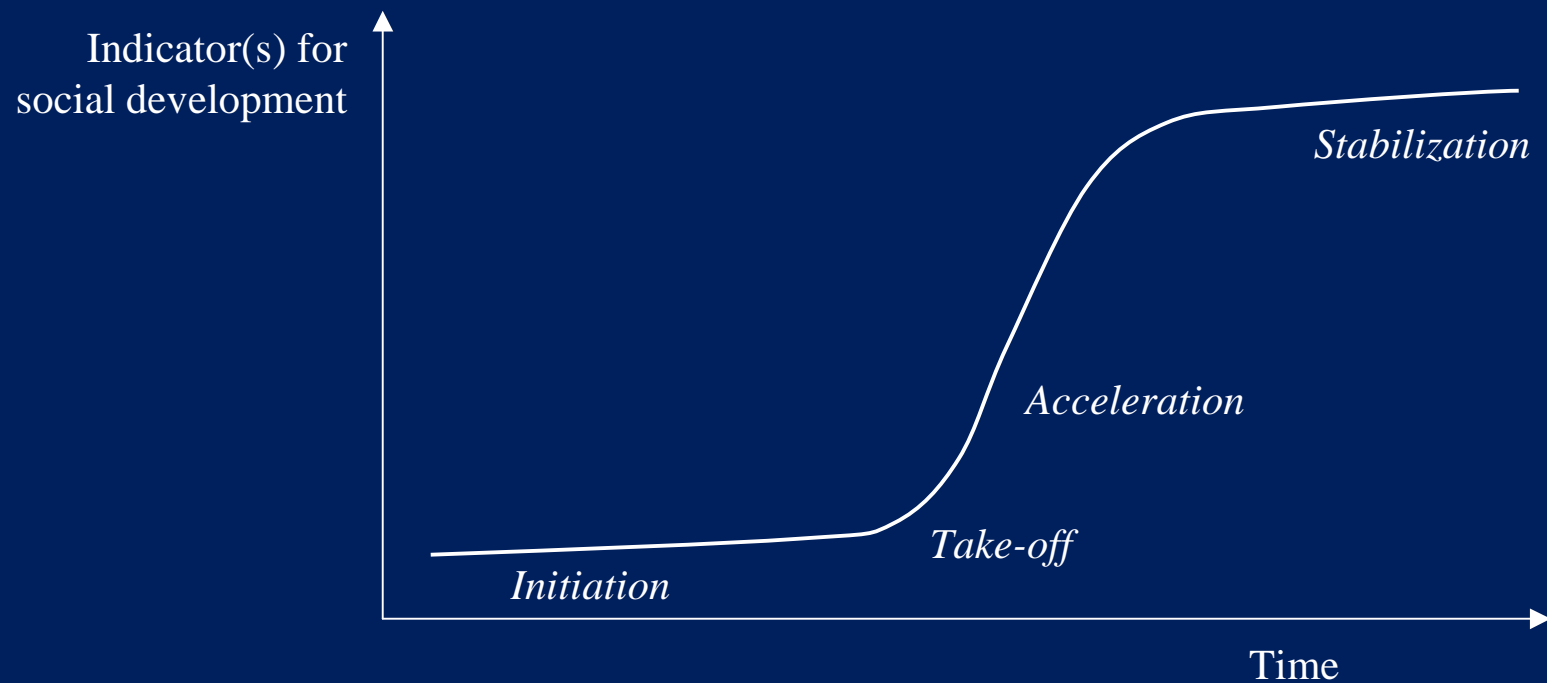 Indicator(s) for
social development
Stabilization
Acceleration
Take-off
Initiation
Time